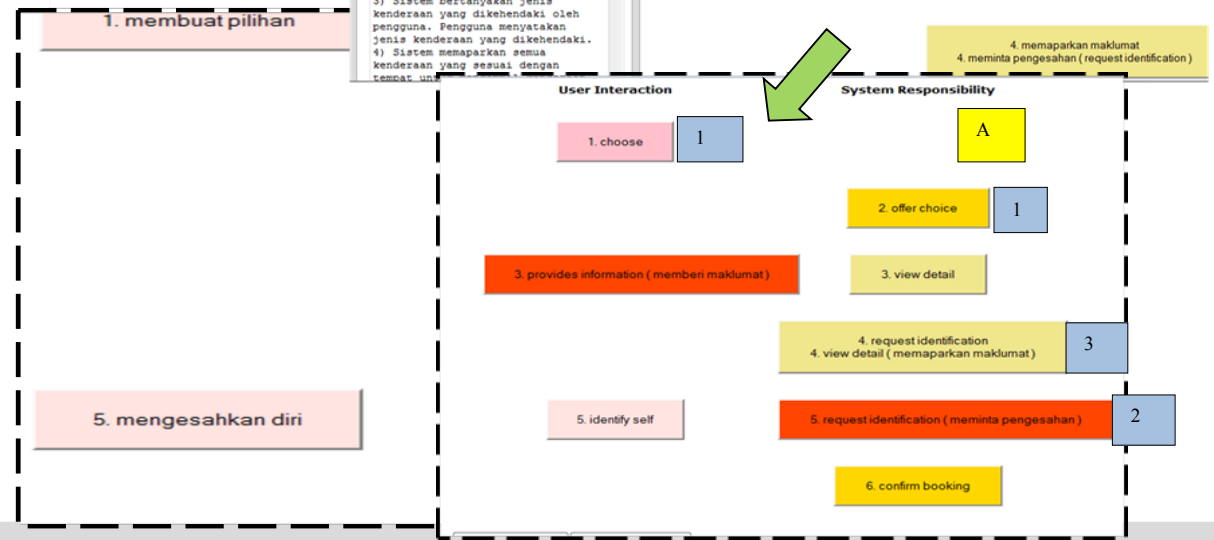 1. membuat pilihan
3) Sistem bertanyakan jenis
kenderaan yang dikehendaki oleh
pengguna. Pengguna menyatakan
jenis kenderaan yang dikehendaki.
4) Sistem memaparkan semua
kenderaan yang sesuai dengan
tempat
4. memaparkan maklumat
4. meminta pengesahan ( request identification )
User Interaction
System Responsibility
1. choose
1
A
2. offer choice
1
3. provides information ( memberi maklumat )
3. view detail
4. request identification
4. view detail ( memaparkan maklumat )
3
5. mengesahkan diri
5. identify self
5. request identification ( meminta pengesahan )
2
6. confirm booking